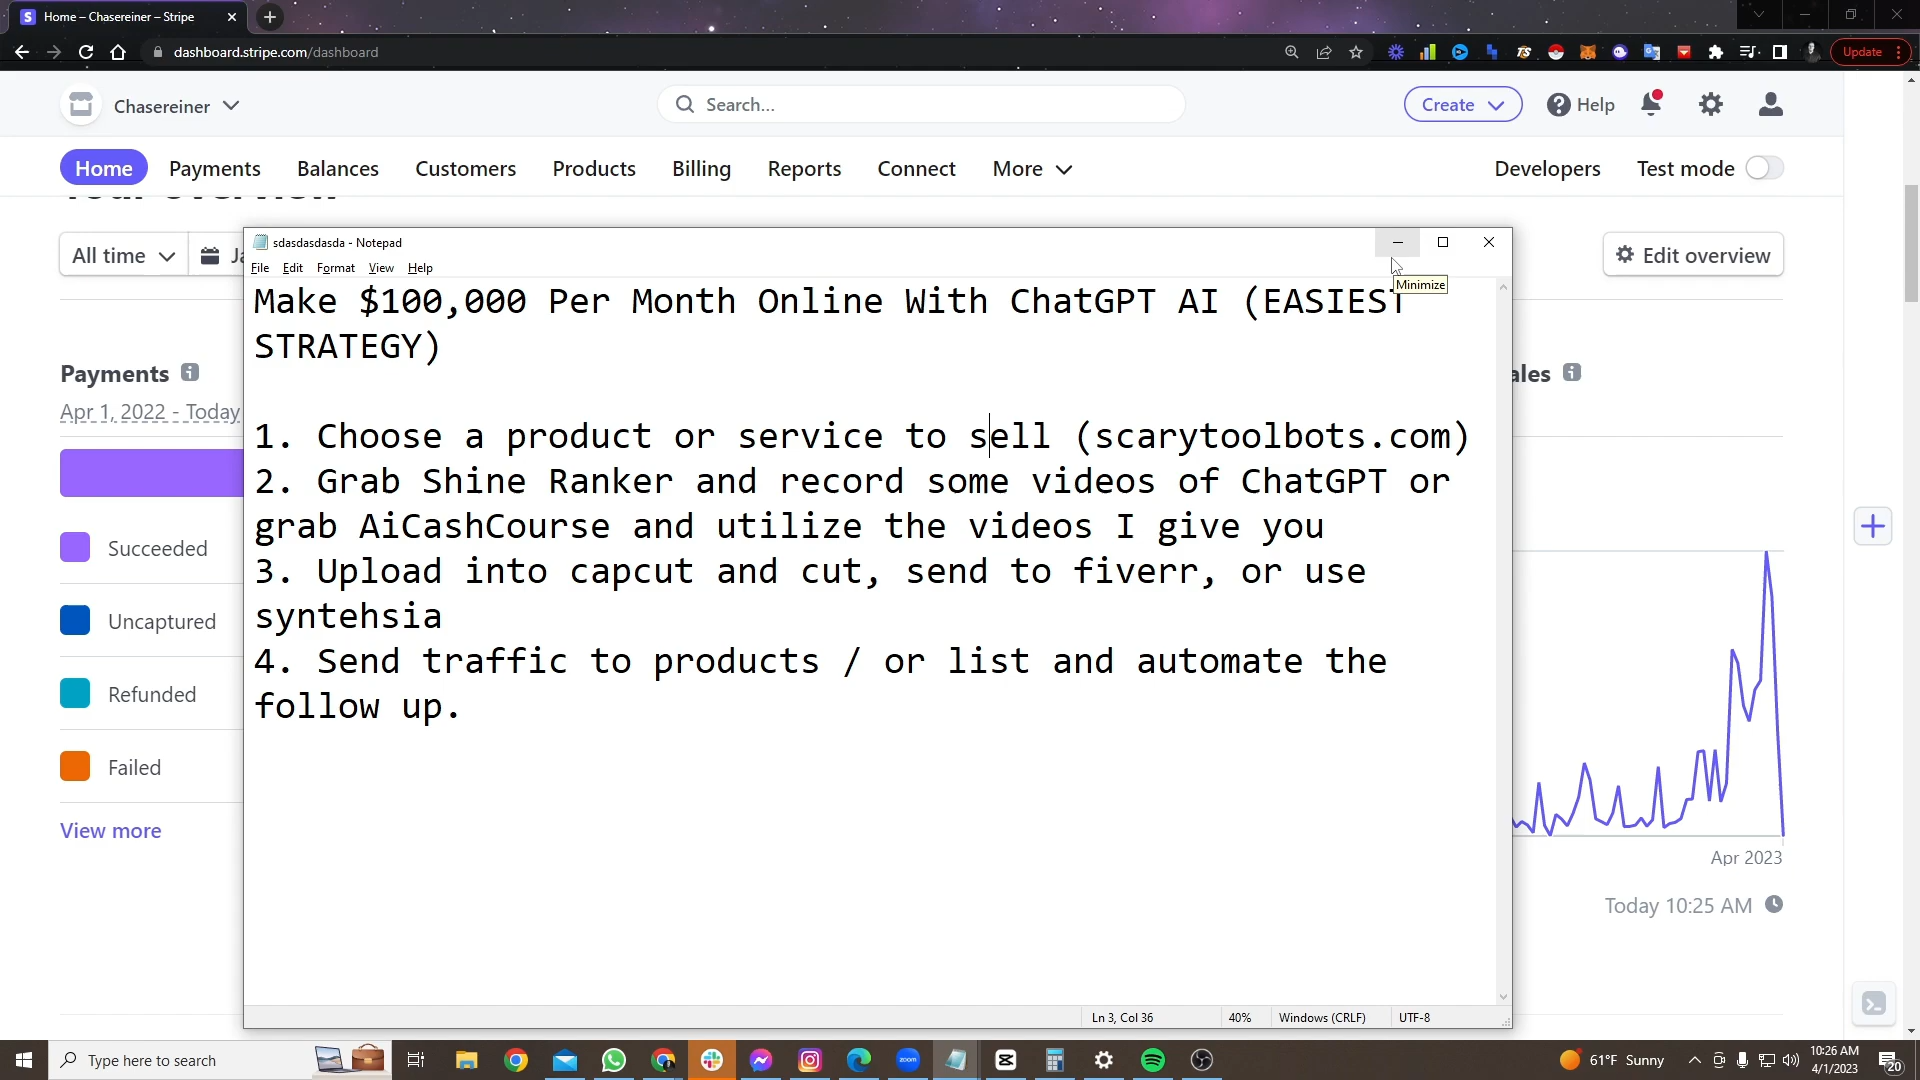 Home – Chasereiner – Stripe
dashboard.stripe.com/dashboard
Update
Chasereiner
Search...
Create
Help
Home
Payments
Balances
Customers
Products
Billing
Reports
Connect
More
Developers
Test mode
All time
Edit overview
sdasdasdasda - Notepad
File Edit Format View Help
Minimize
Make $100,000 Per Month Online With ChatGPT AI (EASIEST
STRATEGY)
1. Choose a product or service to sell (scarytoolbots.com)
2. Grab Shine Ranker and record some videos of ChatGPT or
grab AiCashCourse and utilize the videos I give you
3. Upload into capcut and cut, send to fiverr, or use
syntehsia
4. Send traffic to products / or list and automate the
follow up.
Payments
Apr 1, 2022 - Today
Succeeded
Uncaptured
Refunded
Failed
View more
ales
Apr 2023
Today 10:25 AM
Ln 3, Col 36
40%
Windows (CRLF)
UTF-8
Type here to search
zoom
61°F Sunny
10:26 AM
4/1/2023
20